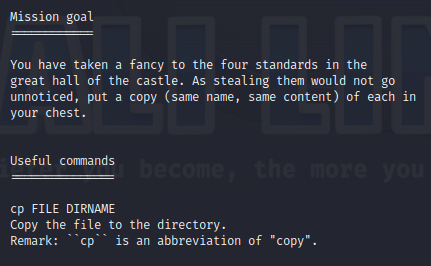 Mission goal
============
You have taken a fancy to the four standards in the
great hall of the castle. As stealing them would not go
unnoticed, put a copy (same name, same content) of each in
your chest.
Useful commands
===============
cp FILE DIRNAME
Copy the file to the directory.
Remark: ``cp`` is an abbreviation of "copy".
you become, the more you